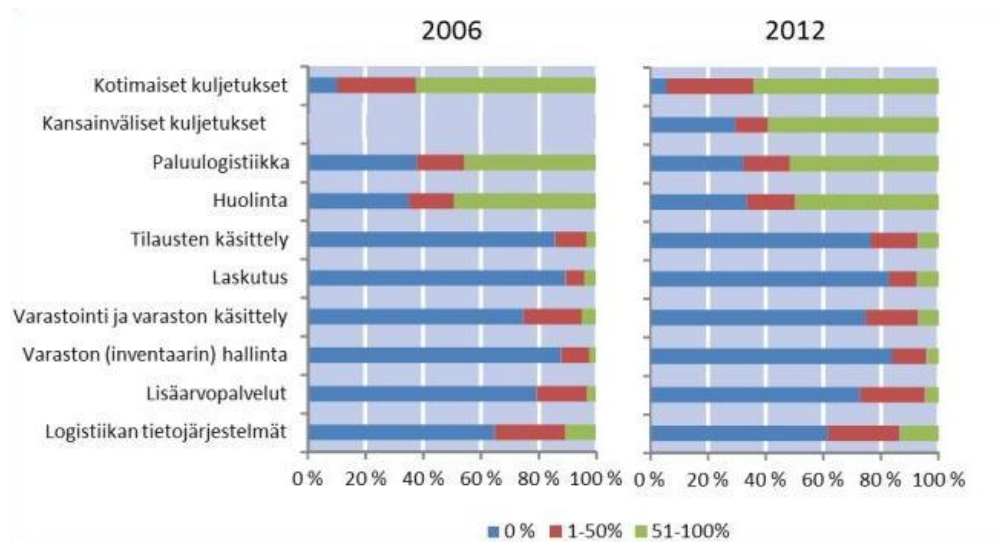 2006
2012
Kotimaiset kuljetukset
Kansainväliset kuljetukset
Paluulogistiikka
Huolinta
Tilausten käsittely
Laskutus
Varastointi ja varaston käsittely
Varaston (inventaarin) hallinta
Lisäarvopalvelut
Logistiikan tietojärjestelmät
0 % 20 % 40 % 60 % 80 % 100 %
0 % 20 % 40 % 60 % 80 % 100 %
0 % 1-50% 51-100%